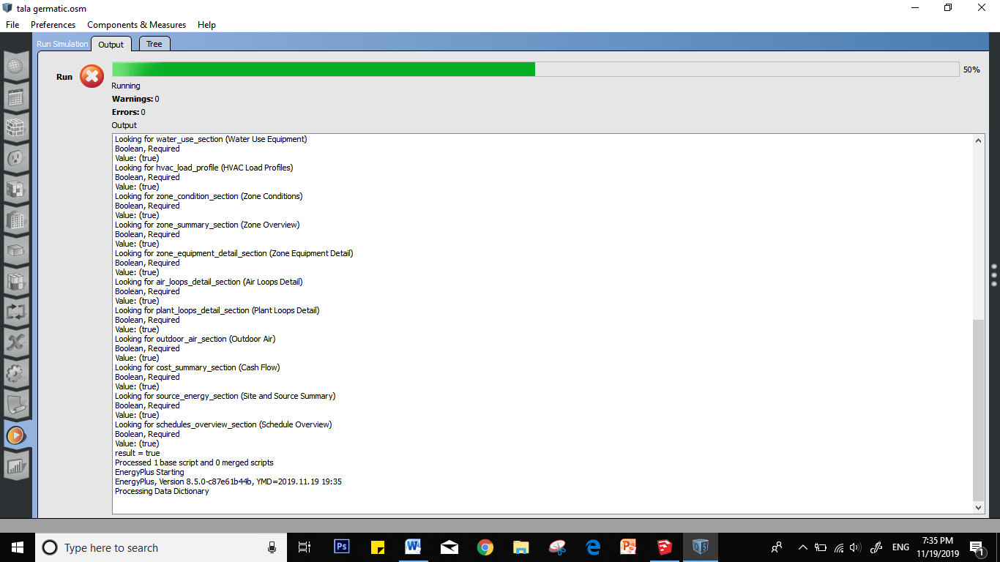 tala germatic.osm
File Preferences Components & Measures Help
Run Simulation Output Tree
Run 50%
Running
Warnings: 0
Errors: 0
Output
Looking for water_use_section (Water Use Equipment)
Boolean, Required
Value: (true)
Looking for hvac_load_profile (HVAC Load Profiles)
Boolean, Required
Value: (true)
Looking for zone_condition_section (Zone Conditions)
Boolean, Required
Value: (true)
Looking for zone_summary_section (Zone Overview)
Boolean, Required
Value: (true)
Looking for zone_equipment_detail_section (Zone Equipment Detail)
Boolean, Required
Value: (true)
Looking for air_loops_detail_section (Air Loops Detail)
Boolean, Required
Value: (true)
Looking for plant_loops_detail_section (Plant Loops Detail)
Boolean, Required
Value: (true)
Looking for outdoor_air_section (Outdoor Air)
Boolean, Required
Value: (true)
Looking for cost_summary_section (Cash Flow)
Boolean, Required
Value: (true)
Looking for source_energy_section (Site and Source Summary)
Boolean, Required
Value: (true)
Looking for schedules_overview_section (Schedule Overview)
Boolean, Required
Value: (true)
result = true
Processed 1 base script and 0 merged scripts
EnergyPlus Starting
EnergyPlus, Version 8.5.0-c87e61b44b, YMD=2019.11.19 19:35
Processing Data Dictionary
Type here to search
Ps
W
P
ENG
7:35 PM
11/19/2019
1